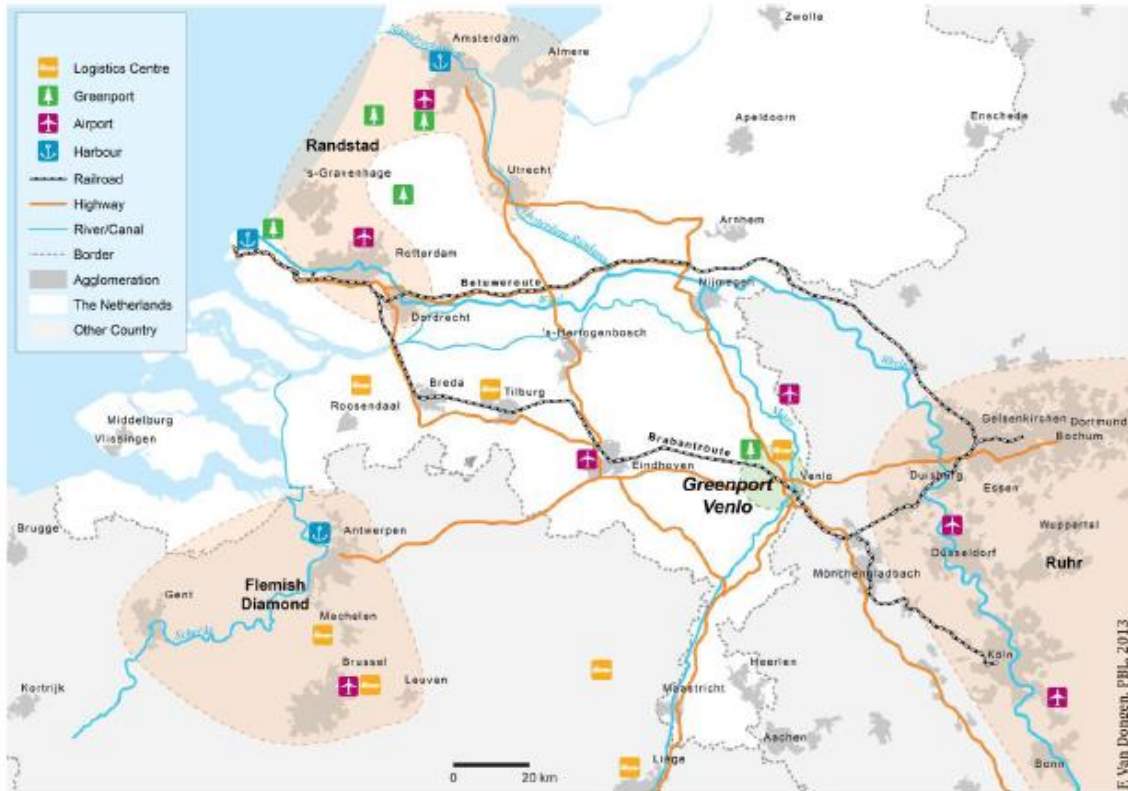 Logistics Centre
Greenport
Airport
Harbour
Railroad
Highway
River/Canal
Border
Agglomeration
The Netherlands
Other Country
Zwolle
Amsterdam
Almere
Apeldoorn
Enschede
Randstad
's-Gravenhage
Utrecht
Arnhem
Rotterdam
Betuweroute
Nijmegen
Dordrecht
's-Hertogenbosch
Breda
Tilburg
Roosendaal
Middelburg
Vlissingen
Gelsenkirchen
Dortmund
Bochum
Brabantroute
Eindhoven
Venlo
Duisburg
Essen
Greenport
Venlo
Brugge
Antwerpen
Wuppertal
Düsseldorf
Ruhr
Mönchengladbach
Flemish
Diamond
Gent
Mechelen
Brussel
Leuven
Kortrijk
Köln
Heerlen
Maastricht
Aachen
Bonn
0
20 km
F. Van Dongen, PBL, 2013